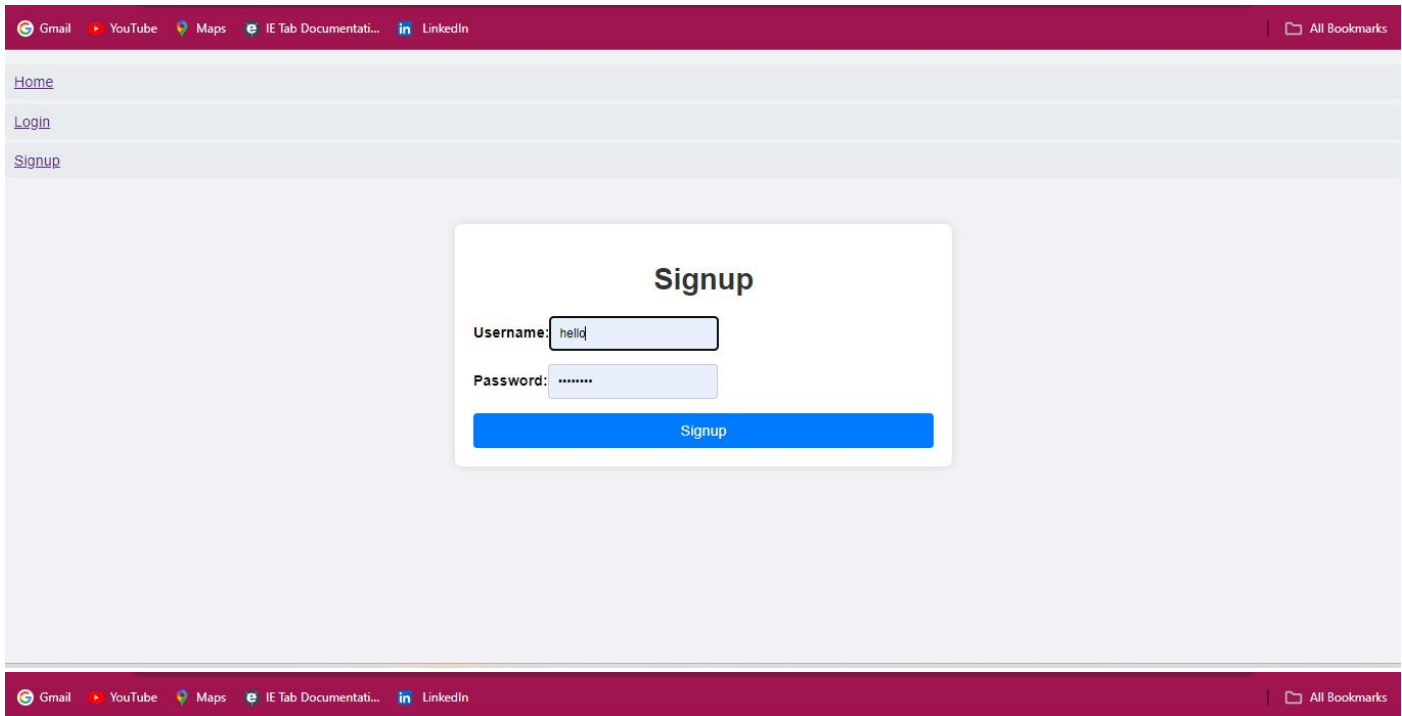 Gmail YouTube Maps IE Tab Documentati... LinkedIn All Bookmarks
Home
Login
Signup
Signup
Username: hello
Password: ········
Signup
Gmail YouTube Maps IE Tab Documentati... LinkedIn All Bookmarks